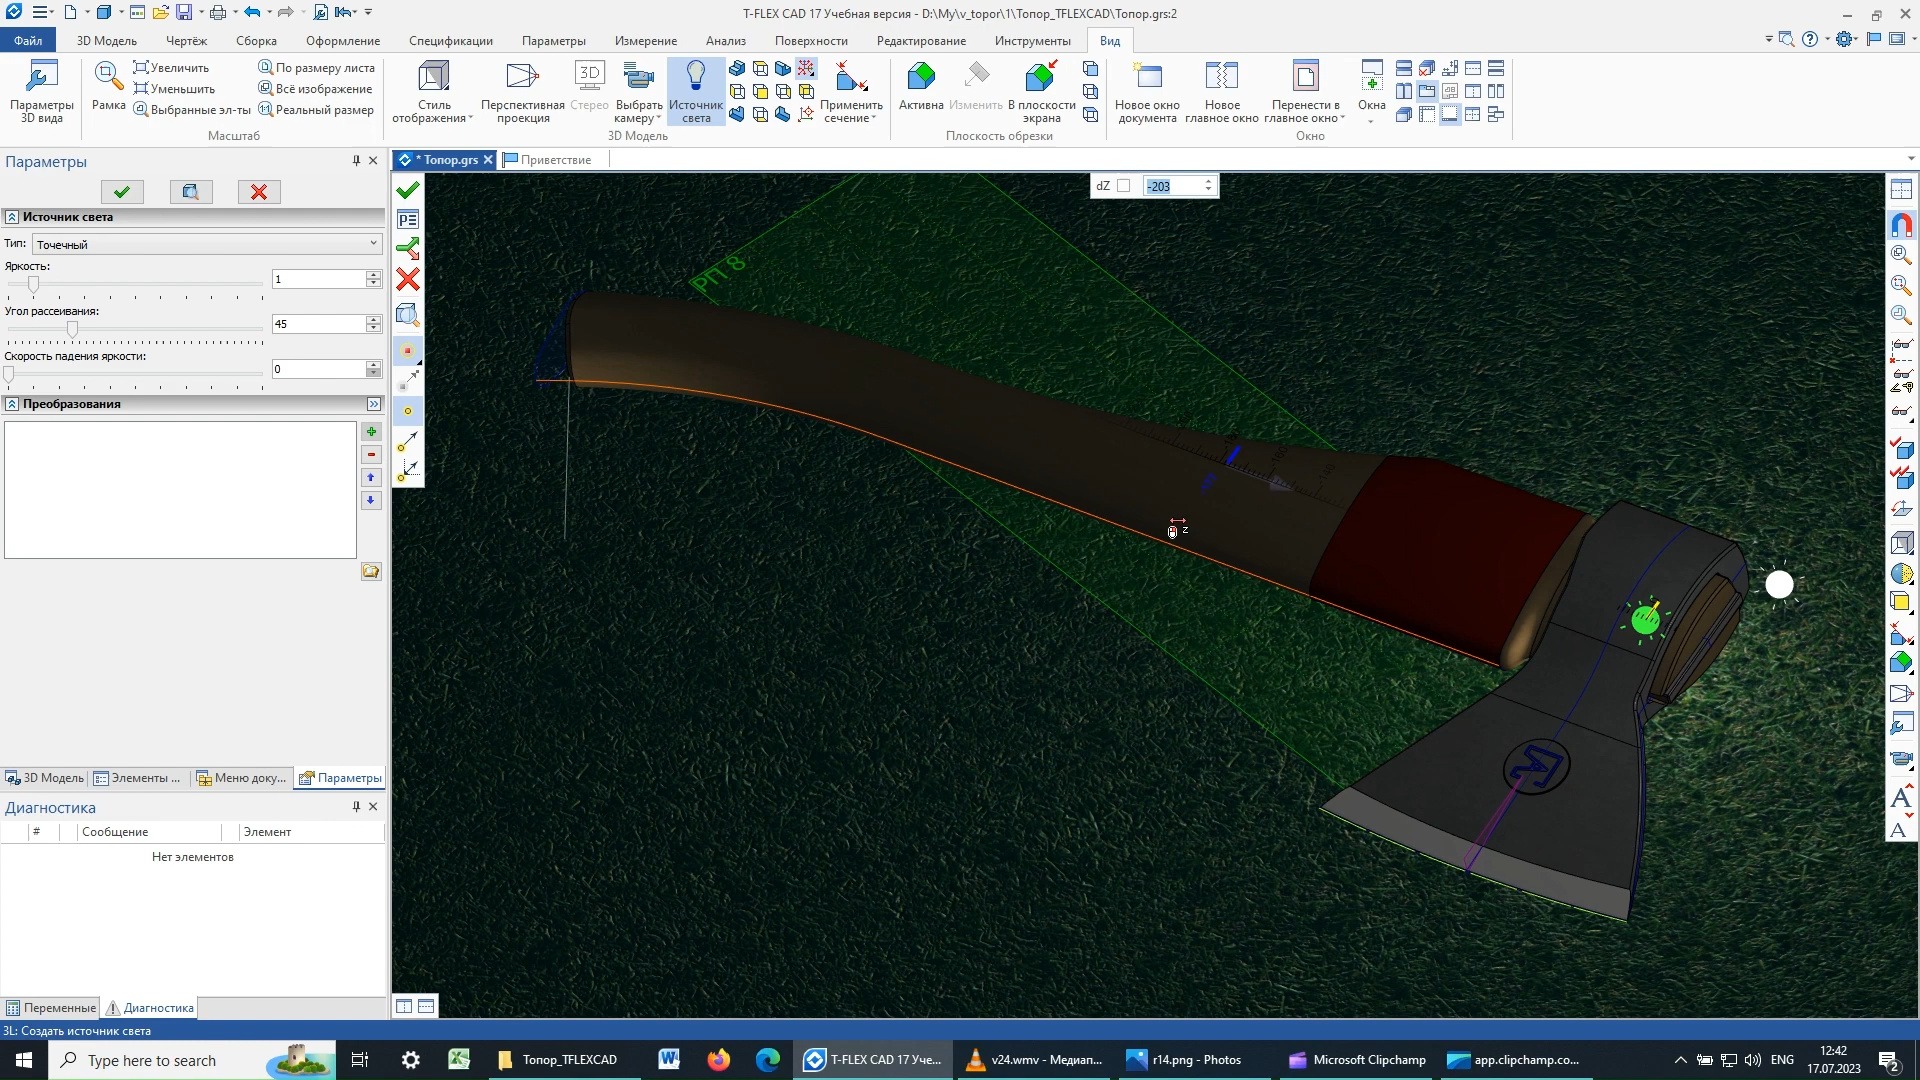 T-FLEX CAD 17 Учебная версия - D:\My\v_topor\1\Топор_TFLEXCAD\Топор.grs:2
Файл
3D Модель
Чертёж
Сборка
Оформление
Спецификации
Параметры
Измерение
Анализ
Поверхности
Редактирование
Инструменты
Вид
Параметры 3D вида
Рамка
Увеличить
Уменьшить
Выбранные эл-ты
По размеру листа
Всё изображение
Реальный размер
Масштаб
Стиль отображения
Перспективная проекция
3D
Стерео
Выбрать камеру
Источник света
Применить сечение
3D Модель
Активна
Изменить
В плоскости экрана
Плоскость обрезки
Новое окно документа
Новое главное окно
Перенести в главное окно
Окна
Окно
Параметры
* Топор.grs
Приветствие
dZ
-203
Источник света
Тип:
Точечный
Яркость:
1
Угол рассеивания:
45
Скорость падения яркости:
0
Преобразования
РП 8
z
3D Модель
Элементы ...
Меню доку...
Параметры
Диагностика
#
Сообщение
Элемент
Нет элементов
Переменные
Диагностика
3L: Создать источник света
Type here to search
Топор_TFLEXCAD
T-FLEX CAD 17 Уче...
v24.wmv - Медиап...
r14.png - Photos
Microsoft Clipchamp
app.clipchamp.co...
ENG
12:42
17.07.2023
2